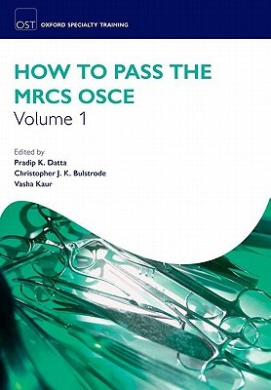 OST OXFORD SPECIALTY TRAINING
HOW TO PASS THE
MRCS OSCE
Volume 1
Edited by
Pradip K. Datta
Christopher J. K. Bulstrode
Vasha Kaur